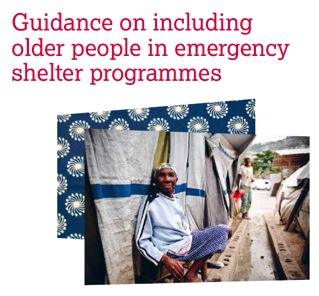 Guidance on including
older people in emergency
shelter programmes